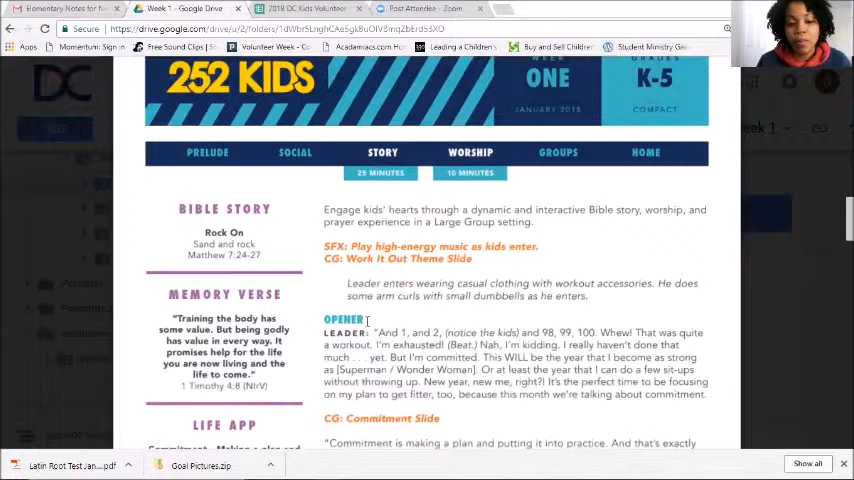 Elementary Notes for N
Week 1 - Google Drive
2018 DC Kids Volunteer
Post Attendee - Zoom
Secure
https://drive.google.com/drive/u/2/folders/
Apps
Momentum: Sign In
Free Sound Clips | So
Volunteer Week - Co
Acadamiacs.com
Leading a Children's
Buy and Sell Children
Student Ministry Ga
252 KIDS
WEEK
ONE
JANUARY 2018
GRADES
K-5
COMPACT
PRELUDE
SOCIAL
STORY
WORSHIP
GROUPS
HOME
25 MINUTES
10 MINUTES
BIBLE STORY
Rock On
Sand and rock
Matthew 7:24-27
MEMORY VERSE
"Training the body has
some value. But being godly
has value in every way. It
promises help for the life
you are now living and the
life to come."
1 Timothy 4:8 (NIrV)
LIFE APP
Engage kids' hearts through a dynamic and interactive Bible story, worship, and
prayer experience in a Large Group setting.
SFX: Play high-energy music as kids enter.
CG: Work It Out Theme Slide
Leader enters wearing casual clothing with workout accessories. He does
some arm curls with small dumbbells as he enters.
OPENER
LEADER: "And 1, and 2, (notice the kids) and 98, 99, 100. Whew! That was quite
a workout. I'm exhausted! (Beat.) Nah, I'm kidding. I really haven't done that
much . . . yet. But I'm committed. This WILL be the year that I become as strong
as [Superman / Wonder Woman]. Or at least the year that I can do a few sit-ups
without throwing up. New year, new me, right?! It's the perfect time to be focusing
on my plan to get fitter, too, because this month we're talking about commitment.
CG: Commitment Slide
"Commitment is making a plan and putting it into practice. And that's exactly
Week 1
Latin Root Test Jan....pdf
Goal Pictures.zip
Show all